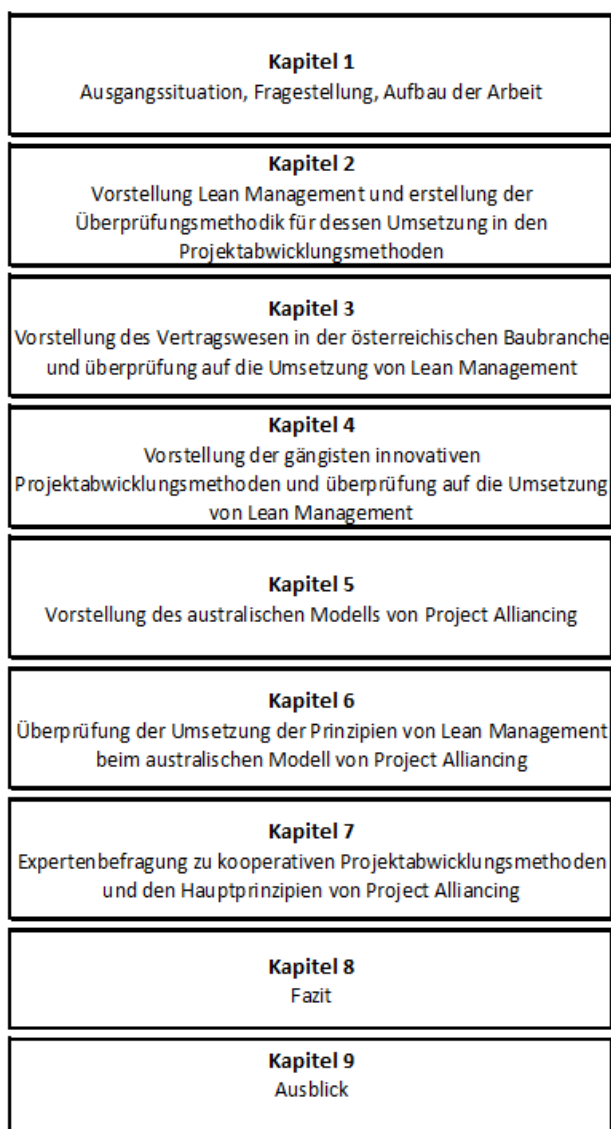 Kapitel 1
Ausgangssituation, Fragestellung, Aufbau der Arbeit
Kapitel 2
Vorstellung Lean Management und erstellung der
Überprüfungsmethodik für dessen Umsetzung in den
Projektabwicklungsmethoden
Kapitel 3
Vorstellung des Vertragswesen in der österreichischen Baubranche
und überprüfung auf die Umsetzung von Lean Management
Kapitel 4
Vorstellung der gängisten innovativen
Projektabwicklungsmethoden und überprüfung auf die Umsetzung
von Lean Management
Kapitel 5
Vorstellung des australischen Modells von Project Alliancing
Kapitel 6
Überprüfung der Umsetzung der Prinzipien von Lean Management
beim australischen Modell von Project Alliancing
Kapitel 7
Expertenbefragung zu kooperativen Projektabwicklungsmethoden
und den Hauptprinzipien von Project Alliancing
Kapitel 8
Fazit
Kapitel 9
Ausblick